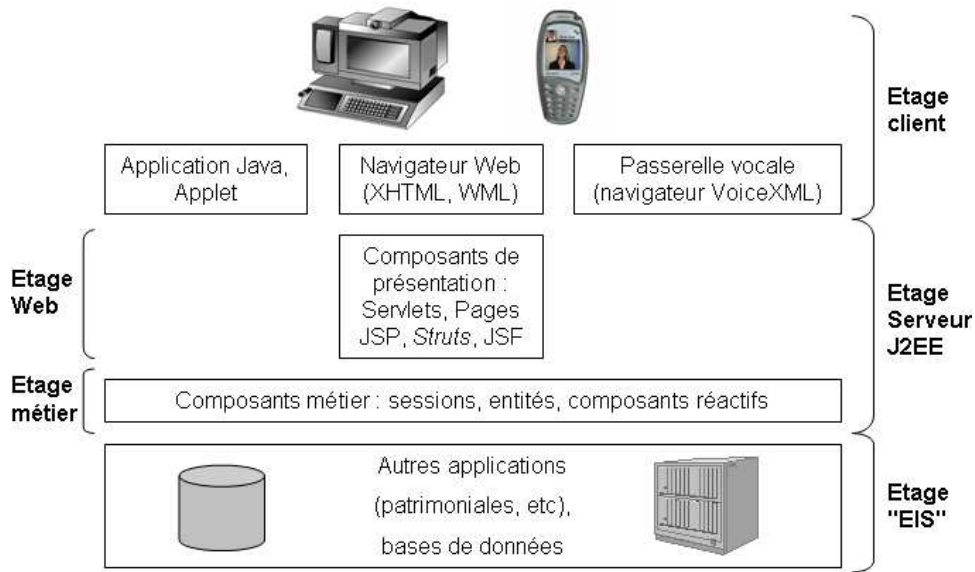 Etage
client
Application Java,
Applet
Navigateur Web
(XHTML, WML)
Passerelle vocale
(navigateur VoiceXML)
Etage
Web
Composants de
présentation :
Servlets, Pages
JSP, Struts, JSF
Etage
Serveur
J2EE
Etage
métier
Composants métier : sessions, entités, composants réactifs
Autres applications
(patrimoniales, etc),
bases de données
Etage
"EIS"